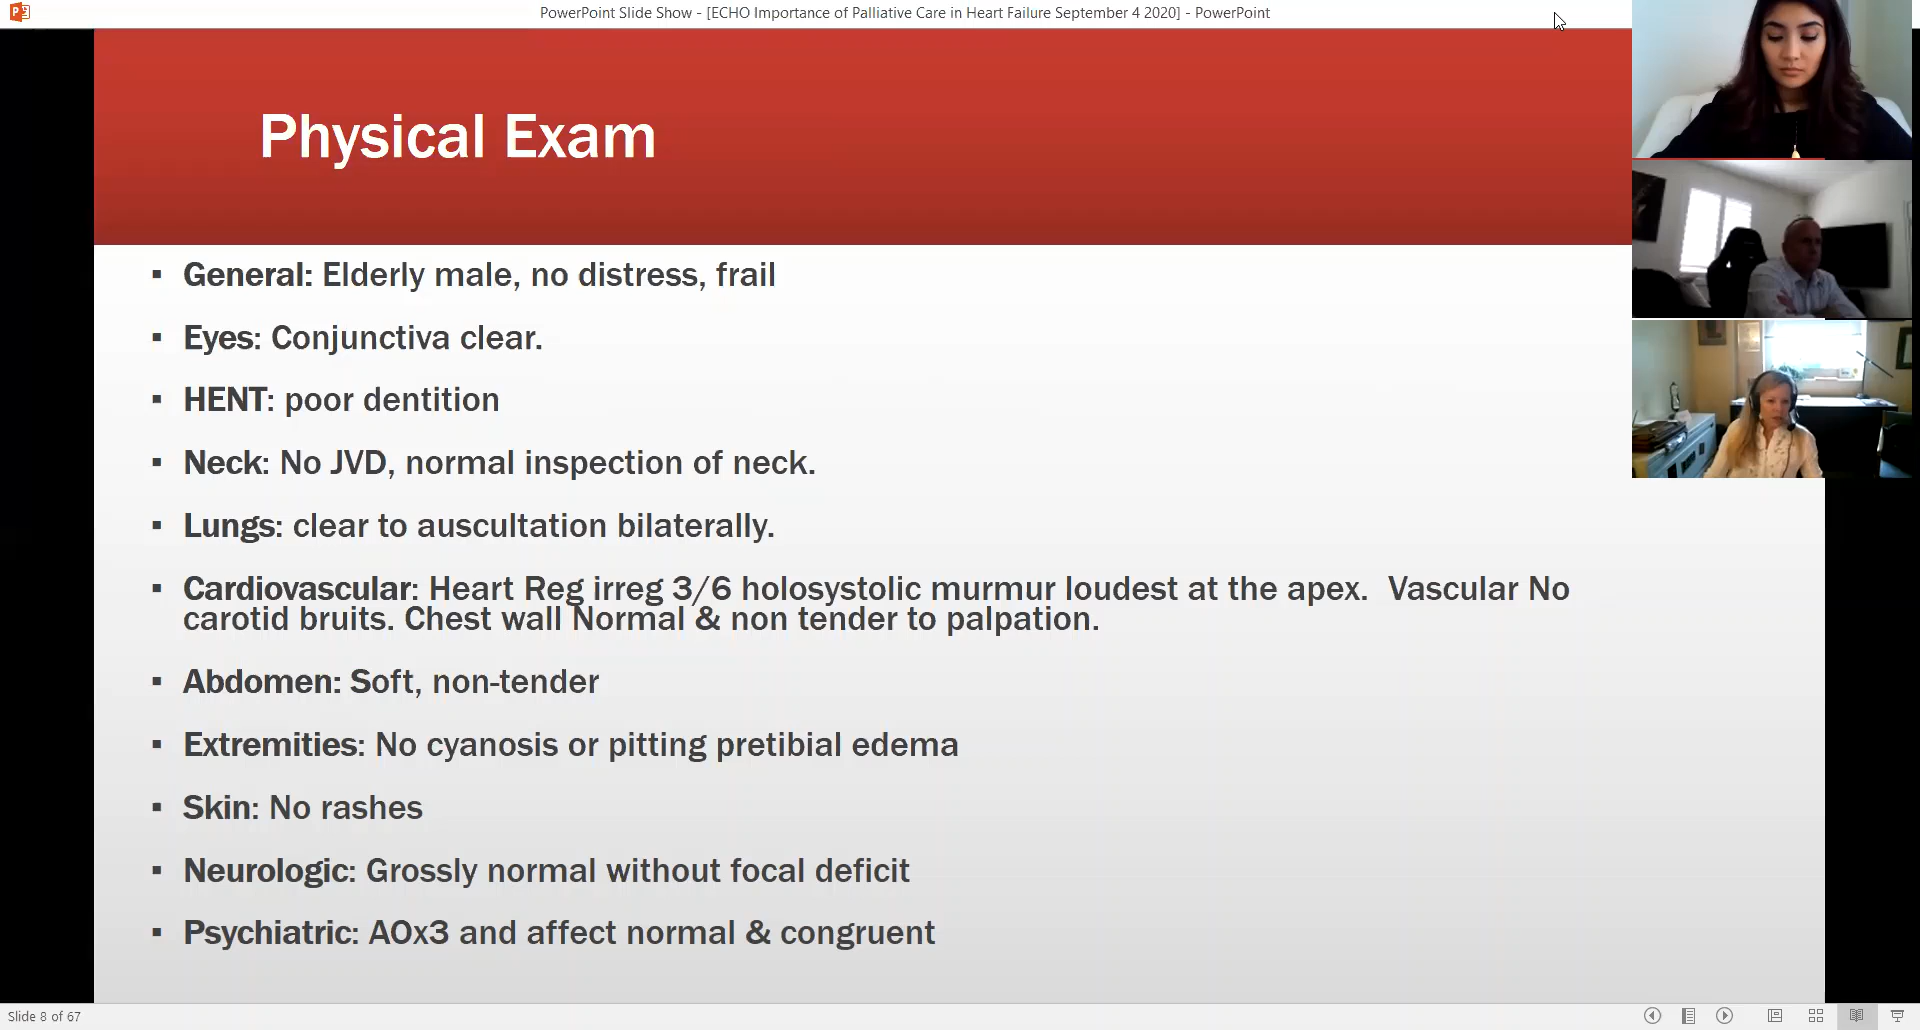 PowerPoint Slide Show - [ECHO Importance of Palliative Care in Heart Failure September 4 2020] - PowerPoint
Physical Exam
▪ General: Elderly male, no distress, frail
▪ Eyes: Conjunctiva clear.
▪ HENT: poor dentition
▪ Neck: No JVD, normal inspection of neck.
▪ Lungs: clear to auscultation bilaterally.
▪ Cardiovascular: Heart Reg irreg 3/6 holosystolic murmur loudest at the apex.  Vascular No
carotid bruits. Chest wall Normal & non tender to palpation.
▪ Abdomen: Soft, non-tender
▪ Extremities: No cyanosis or pitting pretibial edema
▪ Skin: No rashes
▪ Neurologic: Grossly normal without focal deficit
▪ Psychiatric: AOx3 and affect normal & congruent
Slide 8 of 67